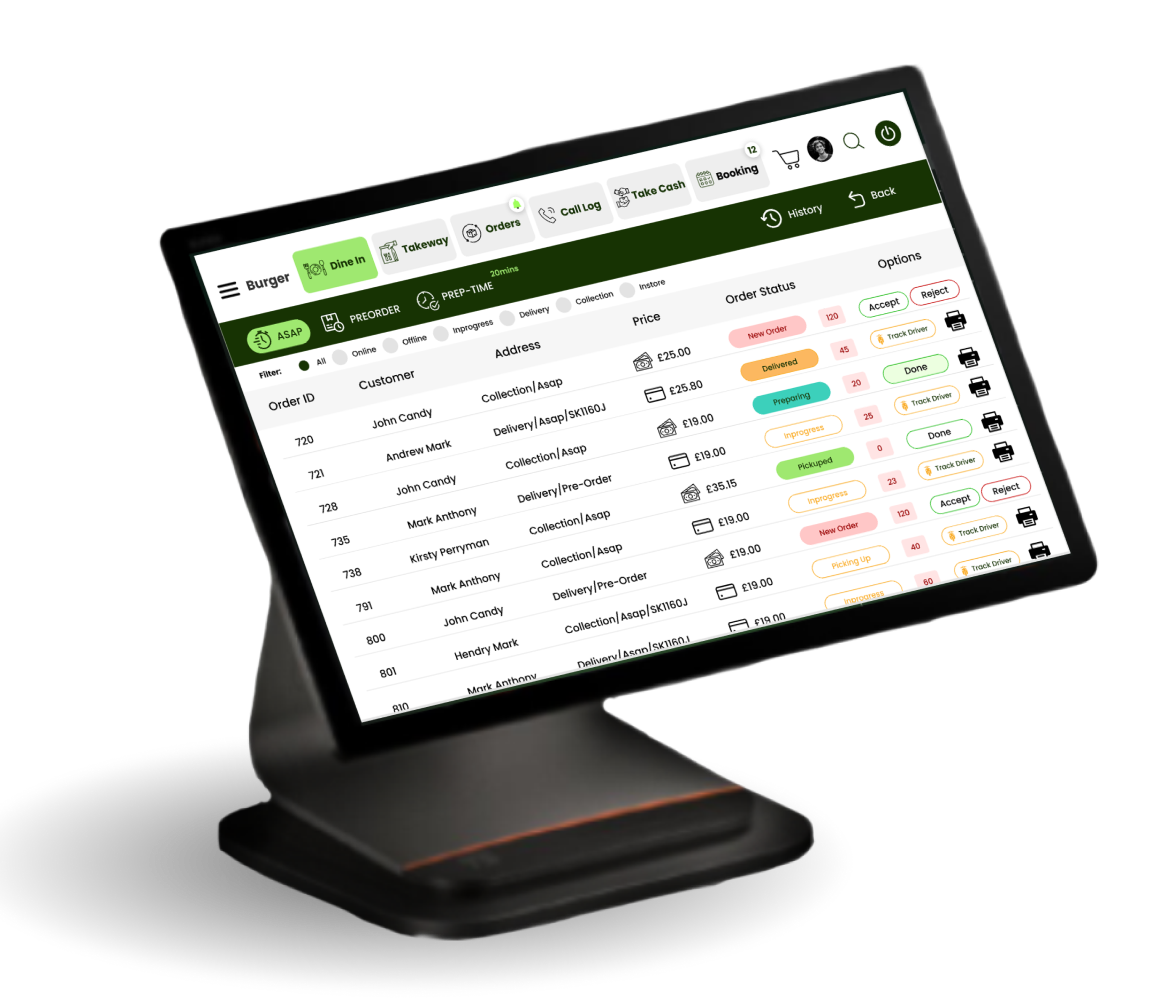 Burger Dine In Takeway Orders Call Log Take Cash Booking 12
ASAP PREORDER PREP-TIME 20mins History Back
Filter: All Online Offline Inprogress Delivery Collection Instore
Order ID Customer Address Price Order Status Options
720 John Candy Collection/Asap £25.00 New Order 120 Accept Reject
721 Andrew Mark Delivery/Asap/SK1160J £25.80 Delivered 45 Track Driver
728 John Candy Collection/Asap £19.00 Preparing 20 Done
735 Mark Anthony Delivery/Pre-Order £19.00 Inprogress 25 Track Driver
738 Kirsty Perryman Collection/Asap £35.15 Pickuped 0 Done
791 Mark Anthony Collection/Asap £19.00 Inprogress 23 Track Driver
800 John Candy Delivery/Pre-Order £19.00 New Order 120 Accept Reject
801 Hendry Mark Collection/Asap/SK1160J £19.00 Picking Up 40 Track Driver
810 Mark Anthony Delivery/Asap/SK1160J £19.00 Inprogress 60 Track Driver